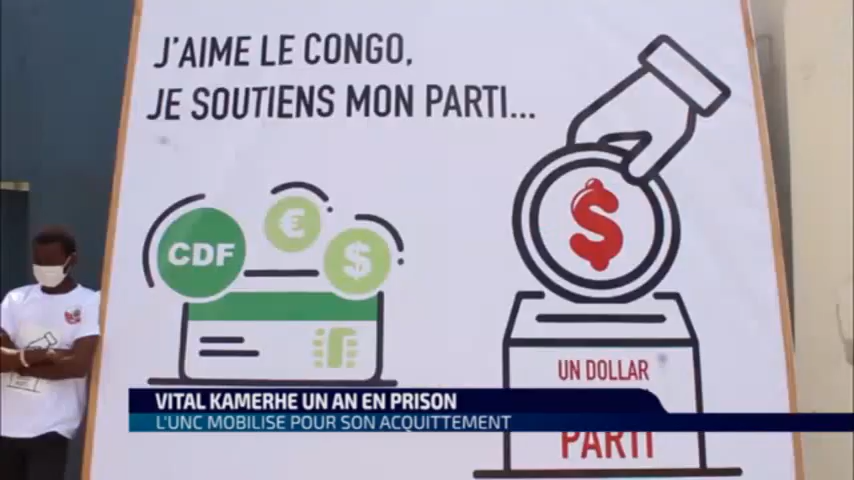 J'AIME LE CONGO,
JE SOUTIENS MON PARTI...
CDF
€
$
$
UN DOLLAR
PARTI
VITAL KAMERHE UN AN EN PRISON
L'UNC MOBILISE POUR SON ACQUITTEMENT